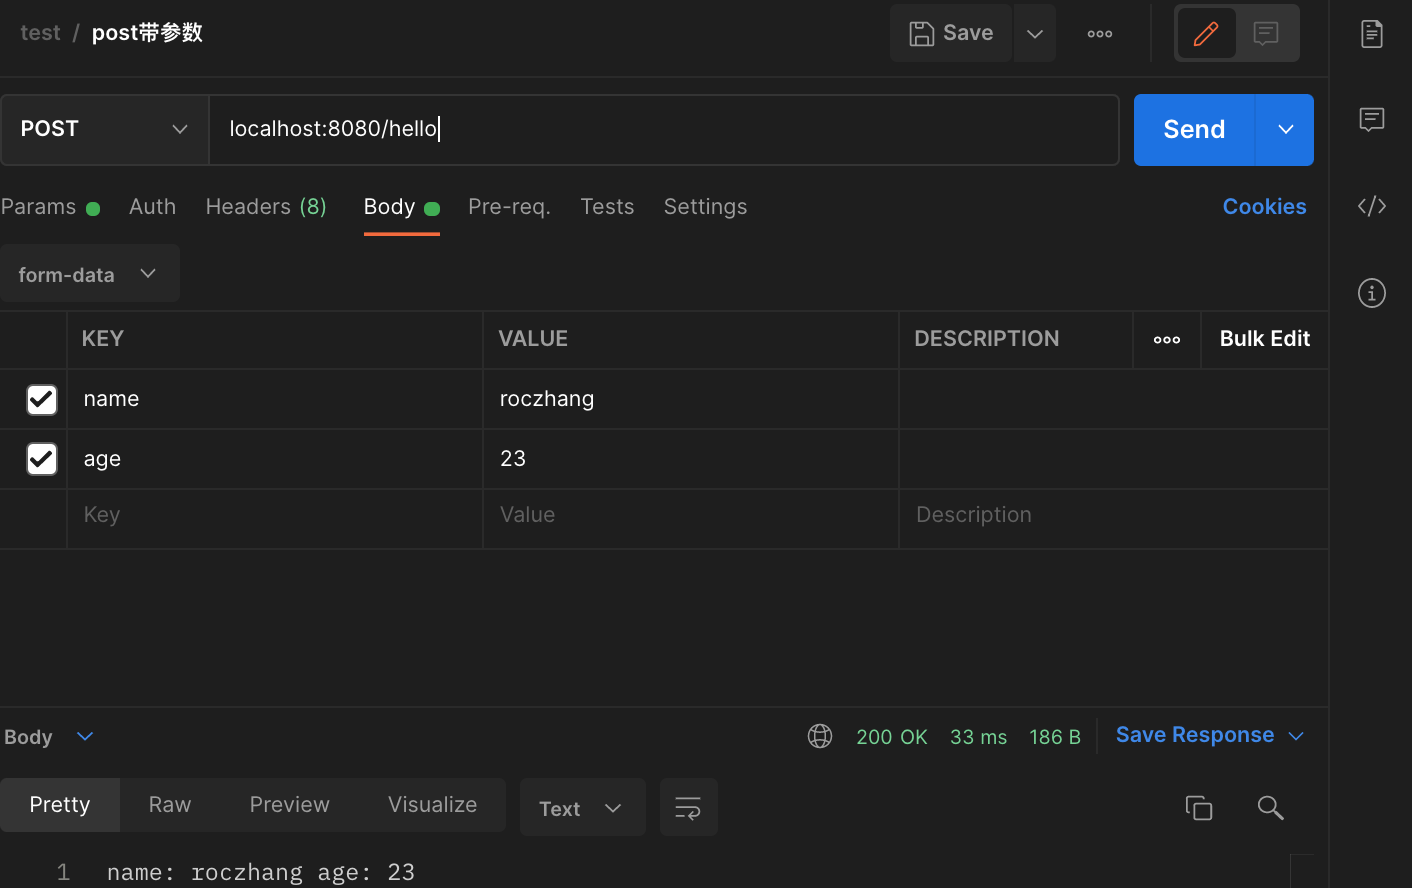 test / post带参数
Save
POST
localhost:8080/hello
Send
Params Auth Headers (8) Body Pre-req. Tests Settings
Cookies
form-data
KEY VALUE DESCRIPTION Bulk Edit
name roczhang
age 23
Key Value Description
Body
200 OK 33 ms 186 B Save Response
Pretty Raw Preview Visualize Text
1 name: roczhang age: 23